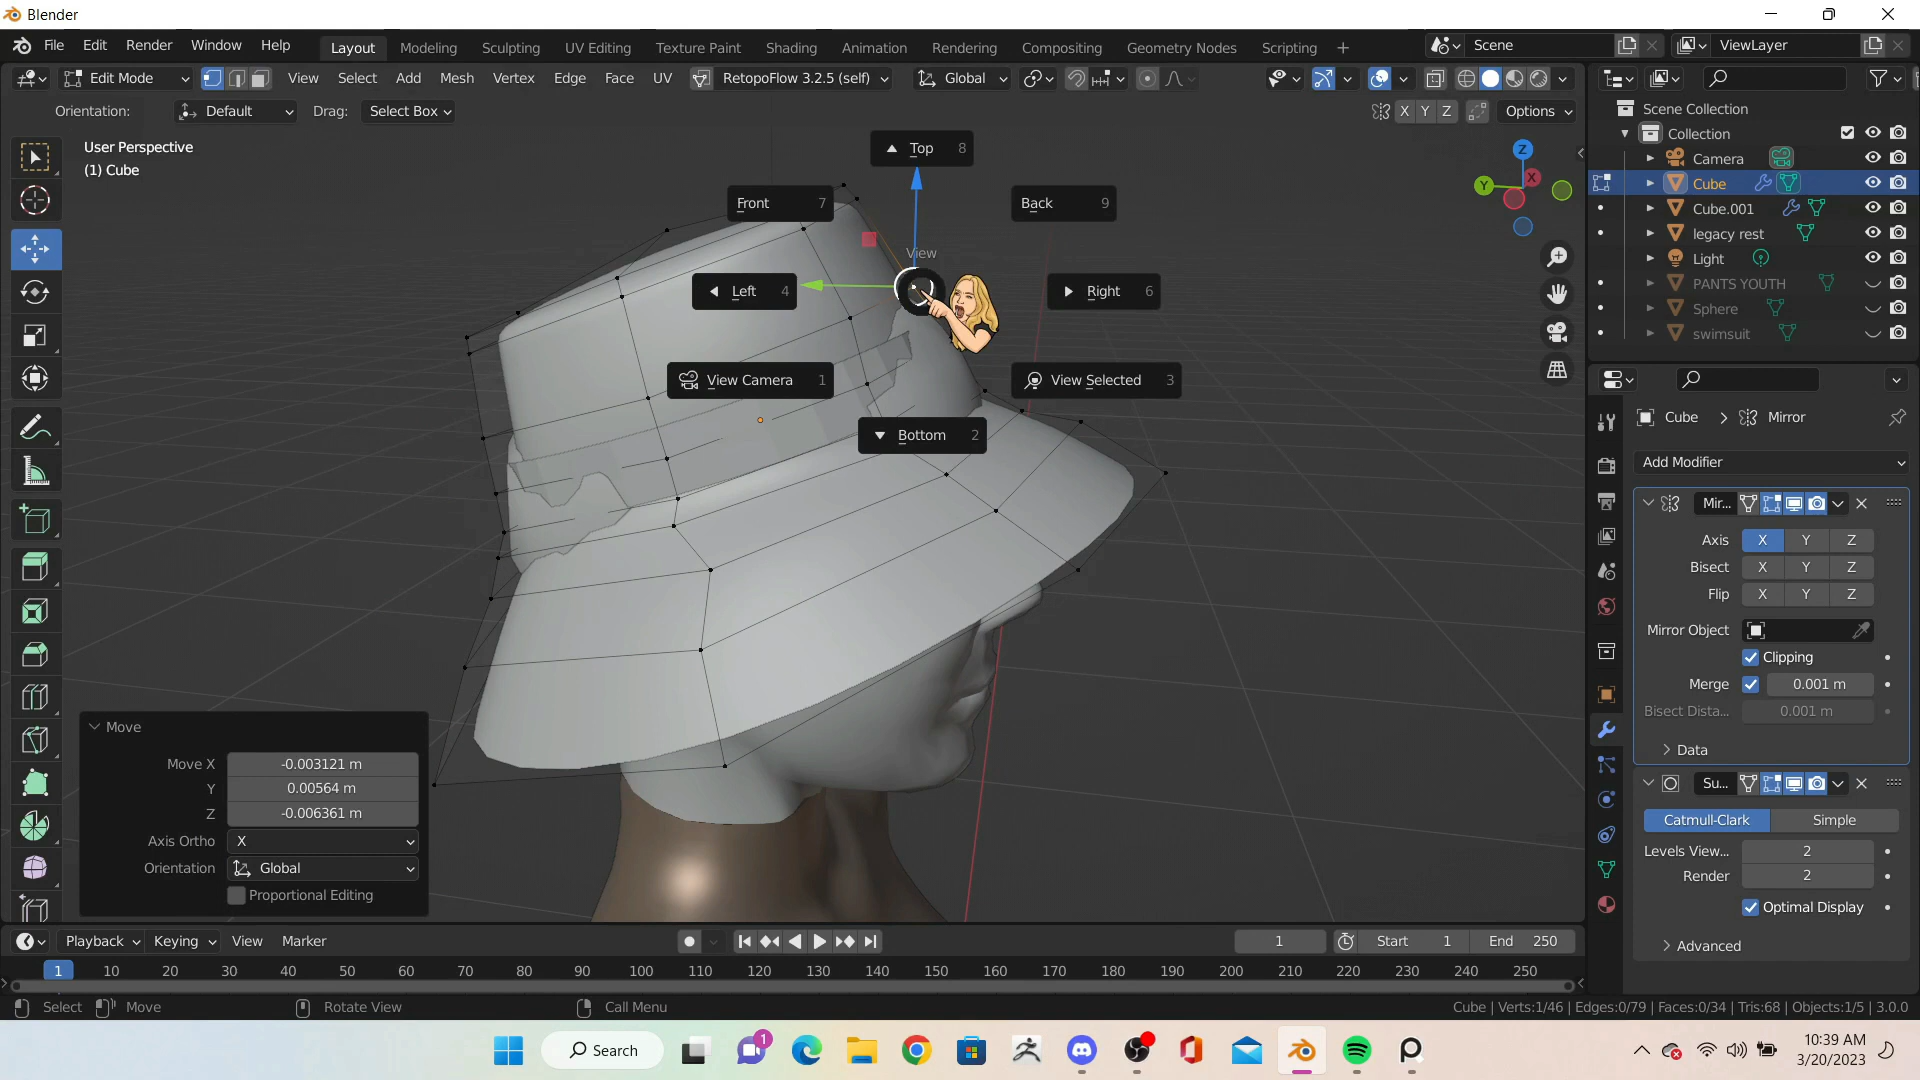 Blender
File Edit Render Window Help Layout Modeling Sculpting UV Editing Texture Paint Shading Animation Rendering Compositing Geometry Nodes Scripting Scene ViewLayer
Edit Mode View Select Add Mesh Vertex Edge Face UV RetopoFlow 3.2.5 (self) Global
Orientation: Default Drag: Select Box X Y Z Options
User Perspective
(1) Cube
Top 8
Front 7
Back 9
View
Left 4
Right 6
View Camera 1
View Selected 3
Bottom 2
Z
Y
X
Move
Move X -0.003121 m
Y 0.00564 m
Z -0.006361 m
Axis Ortho X
Orientation Global
Proportional Editing
Scene Collection
Collection
Camera
Cube
Cube.001
legacy rest
Light
PANTS YOUTH
Sphere
swimsuit
Cube > Mirror
Add Modifier
Mir...
Axis X Y Z
Bisect X Y Z
Flip X Y Z
Mirror Object
Clipping
Merge 0.001 m
Bisect Dista... 0.001 m
Data
Su...
Catmull-Clark Simple
Levels View... 2
Render 2
Optimal Display
Advanced
Playback Keying View Marker 1 Start 1 End 250
1 10 20 30 40 50 60 70 80 90 100 110 120 130 140 150 160 170 180 190 200 210 220 230 240 250
Select Move Rotate View Call Menu Cube | Verts:1/46 | Edges:0/79 | Faces:0/34 | Tris:68 | Objects:1/5 | 3.0.0
Search 1
10:39 AM
3/20/2023